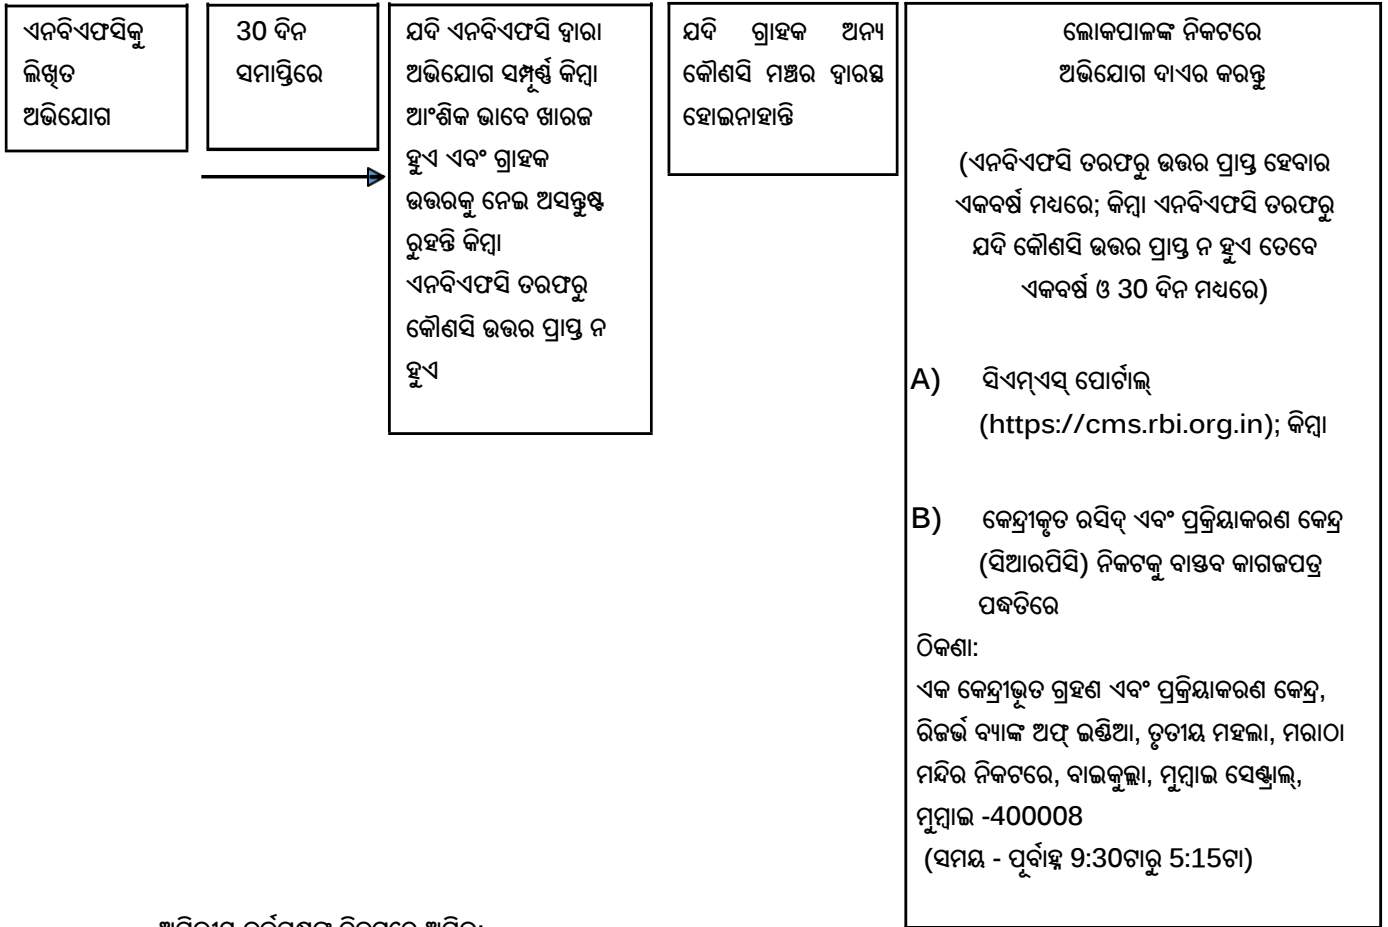 ଏନବିଏଫସିକୁ
ଲିଖିତ
ଅଭିଯୋଗ
30 ଦିନ
ସମାପ୍ତିରେ
ଯଦି ଏନବିଏଫସି ଦ୍ୱାରା
ଅଭିଯୋଗ ସମ୍ପୂର୍ଣ୍ଣ କିମ୍ବା
ଆଂଶିକ ଭାବେ ଖାରଜ
ହୁଏ ଏବଂ ଗ୍ରାହକ
ଉତ୍ତରକୁ ନେଇ ଅସନ୍ତୁଷ୍ଟ
ରୁହନ୍ତି କିମ୍ବା
ଏନବିଏଫସି ତରଫରୁ
କୌଣସି ଉତ୍ତର ପ୍ରାପ୍ତ ନ
ହୁଏ
ଯଦି ଗ୍ରାହକ ଅନ୍ୟ
କୌଣସି ମଞ୍ଚର ଦ୍ୱାରସ୍ଥ
ହୋଇନାହାନ୍ତି
ଲୋକପାଳଙ୍କ ନିକଟରେ
ଅଭିଯୋଗ ଦାଏର କରନ୍ତୁ
(ଏନବିଏଫସି ତରଫରୁ ଉତ୍ତର ପ୍ରାପ୍ତ ହେବାର
ଏକବର୍ଷ ମଧ୍ୟରେ; କିମ୍ବା ଏନବିଏଫସି ତରଫରୁ
ଯଦି କୌଣସି ଉତ୍ତର ପ୍ରାପ୍ତ ନ ହୁଏ ତେବେ
ଏକବର୍ଷ ଓ 30 ଦିନ ମଧ୍ୟରେ)
A) ସିଏମ୍ଏସ୍ ପୋର୍ଟାଲ୍
(https://cms.rbi.org.in); କିମ୍ବା
B) କେନ୍ଦ୍ରୀକୃତ ରସିଦ୍ ଏବଂ ପ୍ରକ୍ରିୟାକରଣ କେନ୍ଦ୍ର
(ସିଆରପିସି) ନିକଟକୁ ବାସ୍ତବ କାଗଜପତ୍ର
ପଦ୍ଧତିରେ
ଠିକଣା:
ଏକ କେନ୍ଦ୍ରୀଭୂତ ଗ୍ରହଣ ଏବଂ ପ୍ରକ୍ରିୟାକରଣ କେନ୍ଦ୍ର,
ରିଜର୍ଭ ବ୍ୟାଙ୍କ ଅଫ୍ ଇଣ୍ଡିଆ, ତୃତୀୟ ମହଲା, ମରାଠା
ମନ୍ଦିର ନିକଟରେ, ବାଇକୁଲ୍ଲା, ମୁମ୍ବାଇ ସେଣ୍ଟ୍ରାଲ୍,
ମୁମ୍ବାଇ -400008
(ସମୟ - ପୂର୍ବାହ୍ନ 9:30ଟାରୁ 5:15ଟା)